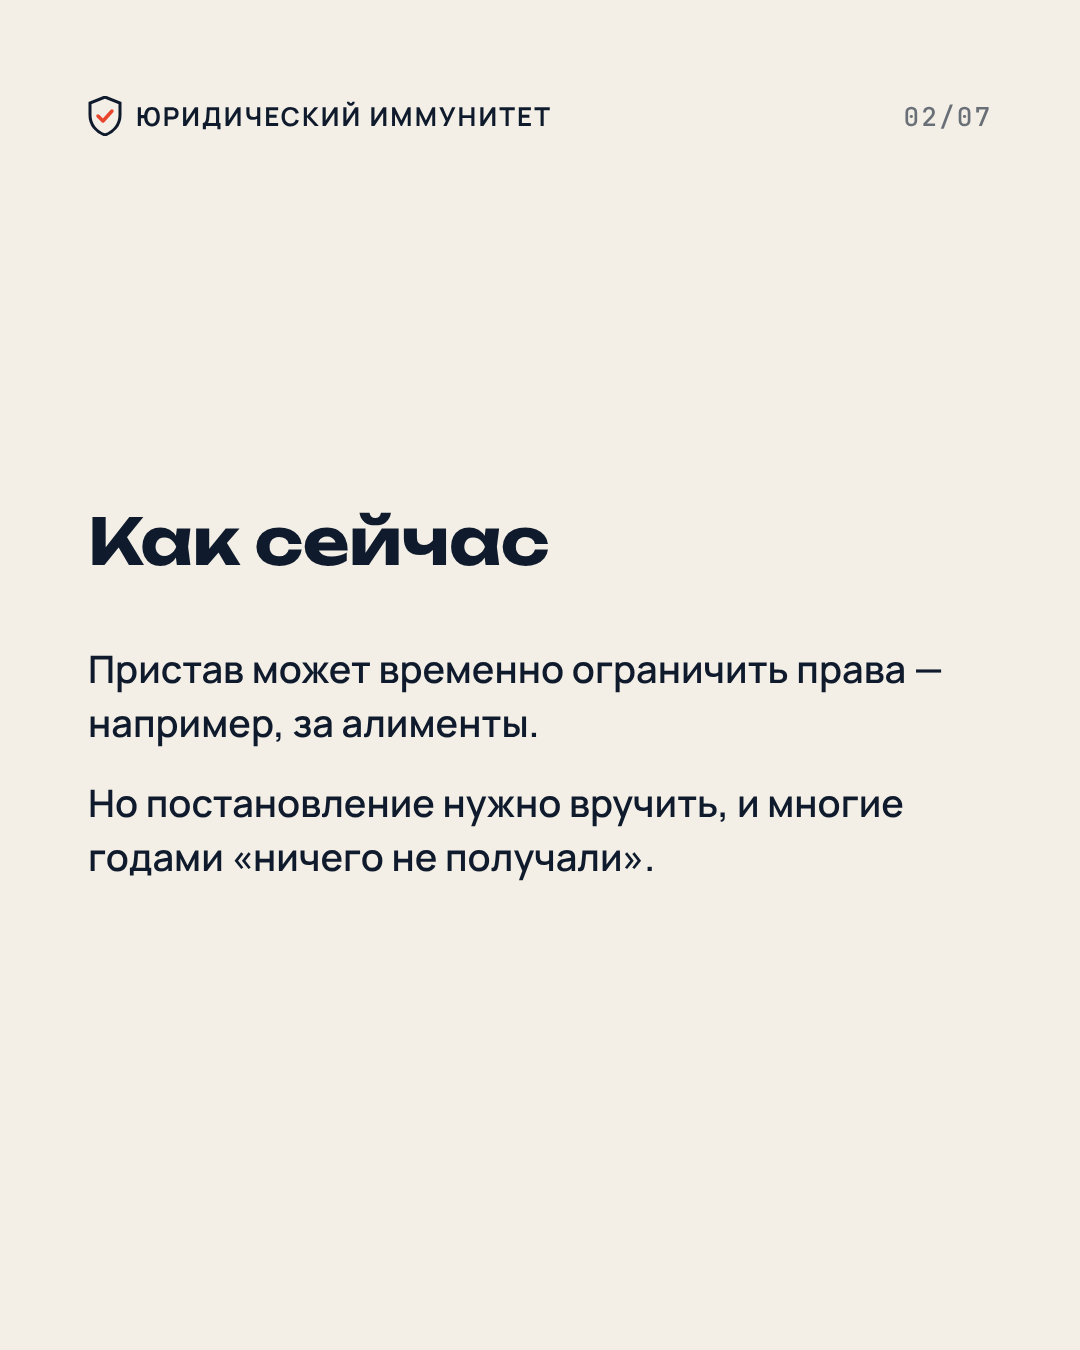 ЮРИДИЧЕСКИЙ ИММУНИТЕТ
02/07
Как сейчас
Пристав может временно ограничить права —
например, за алименты.
Но постановление нужно вручить, и многие
годами «ничего не получали».